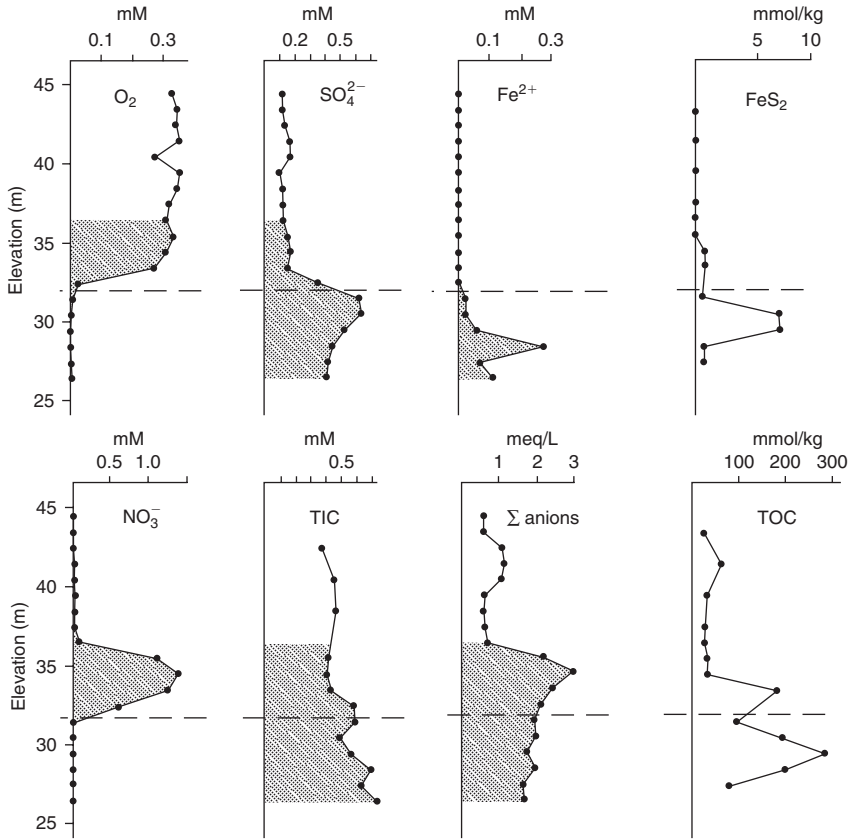 mM
0.1 0.3
O₂
mM
0.2 0.5
SO₄²⁻
mM
0.1 0.3
Fe²⁺
mmol/kg
5 10
FeS₂
Elevation (m)
45
40
35
30
25
mM
0.5 1.0
NO₃⁻
mM
0.5
TIC
meq/L
1 2 3
Σ anions
mmol/kg
100 200 300
TOC
Elevation (m)
45
40
35
30
25